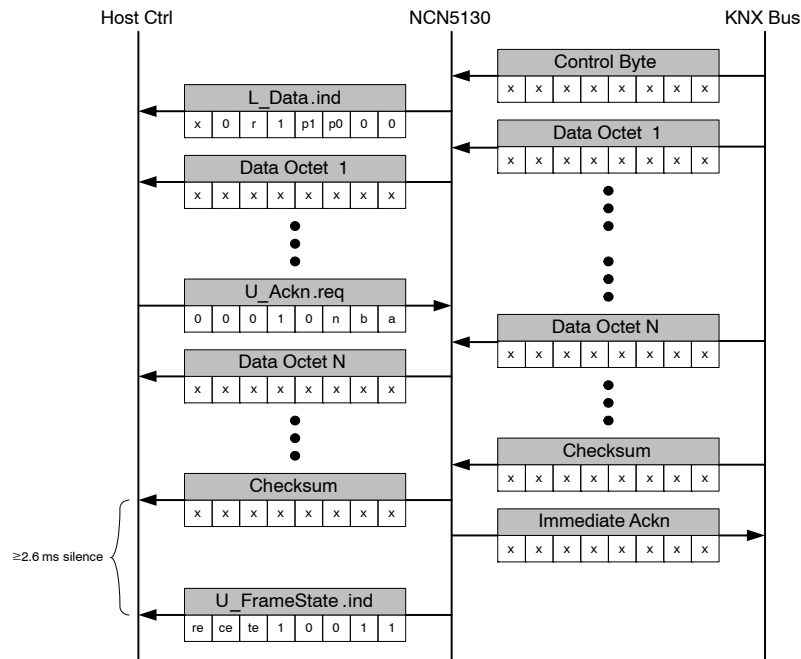 Host Ctrl NCN5130 KNX Bus
Control Byte
x x x x x x x x
L_Data.ind
x 0 r 1 p1 p0 0 0
Data Octet 1
x x x x x x x x
Data Octet 1
x x x x x x x x
U_Ackn.req
0 0 0 1 0 n b a
Data Octet N
x x x x x x x x
Data Octet N
x x x x x x x x
Checksum
x x x x x x x x
Checksum
x x x x x x x x
Immediate Ackn
x x x x x x x x
≥2.6 ms silence
U_FrameState.ind
re ce te 1 0 0 1 1